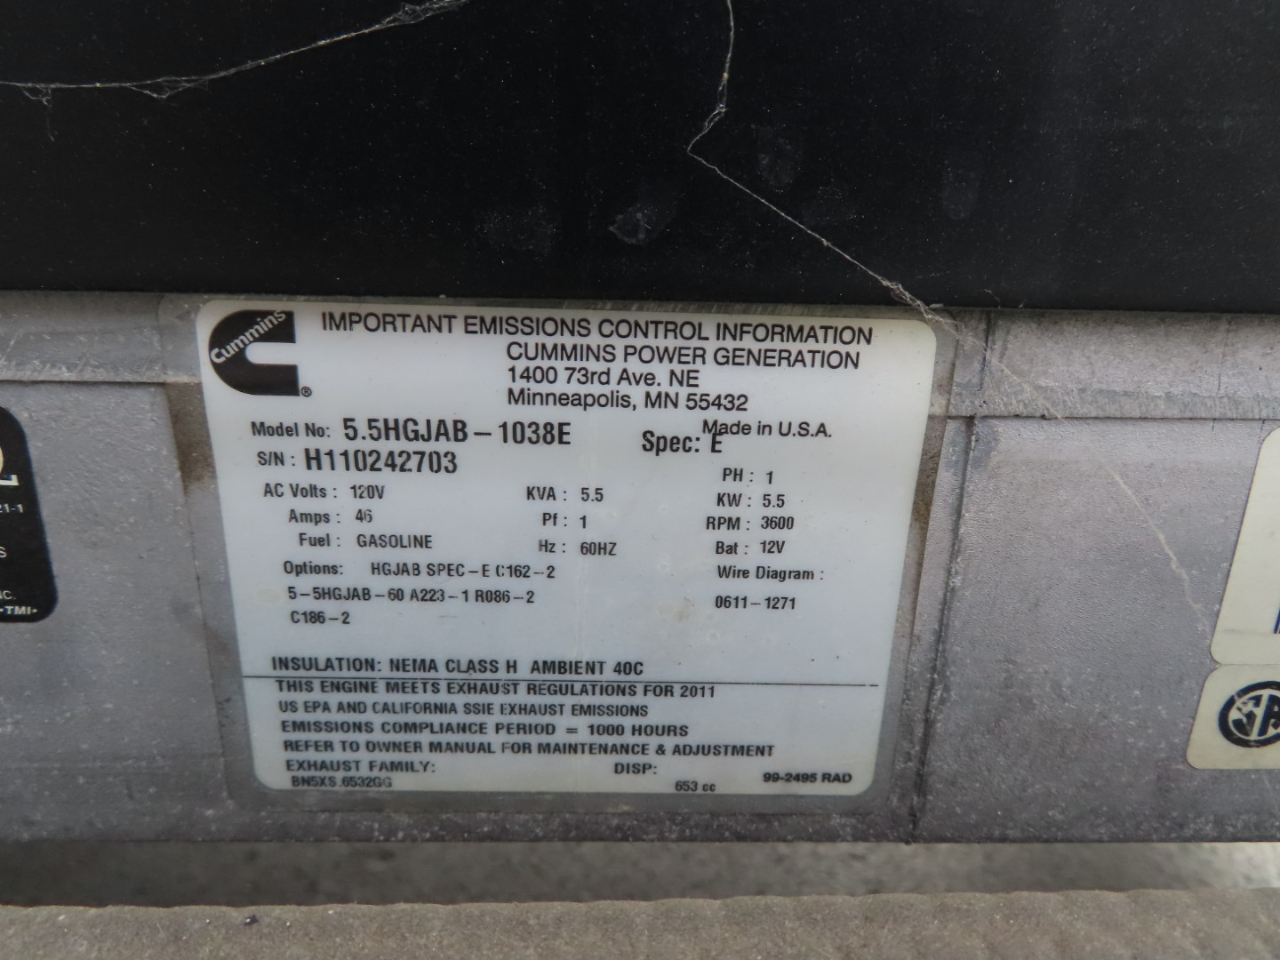 Cummins
®
IMPORTANT EMISSIONS CONTROL INFORMATION
CUMMINS POWER GENERATION
1400 73rd Ave. NE
Minneapolis, MN 55432
Made in U.S.A.
Model No: 5.5HGJAB-1038E Spec: E
S/N: H110242703 PH: 1
AC Volts: 120V KVA: 5.5 KW: 5.5
Amps: 46 Pf: 1 RPM: 3600
Fuel: GASOLINE Hz: 60HZ Bat: 12V
Options: HGJAB SPEC-E C162-2 Wire Diagram:
5-5HGJAB-60 A223-1 R086-2 0611-1271
C186-2
INSULATION: NEMA CLASS H AMBIENT 40C
THIS ENGINE MEETS EXHAUST REGULATIONS FOR 2011
US EPA AND CALIFORNIA SSIE EXHAUST EMISSIONS
EMISSIONS COMPLIANCE PERIOD = 1000 HOURS
REFER TO OWNER MANUAL FOR MAINTENANCE & ADJUSTMENT
EXHAUST FAMILY: DISP:
BN5XS.6532GG 653 cc 99-2495 RAD
21-1
S
NC.
•TMI•